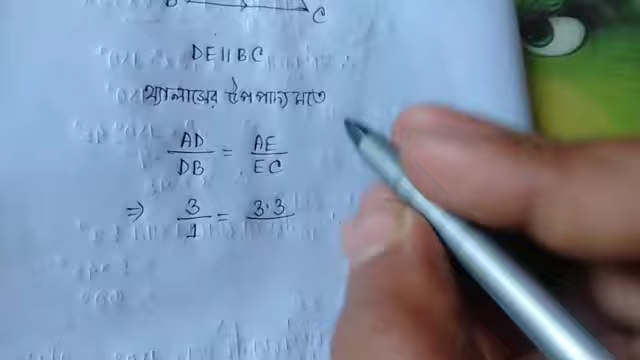 B C
DE || BC
থ্যালাসের উপপাদ্য মতে
AD/DB = AE/EC
⇒ 3/1 = 3.3/